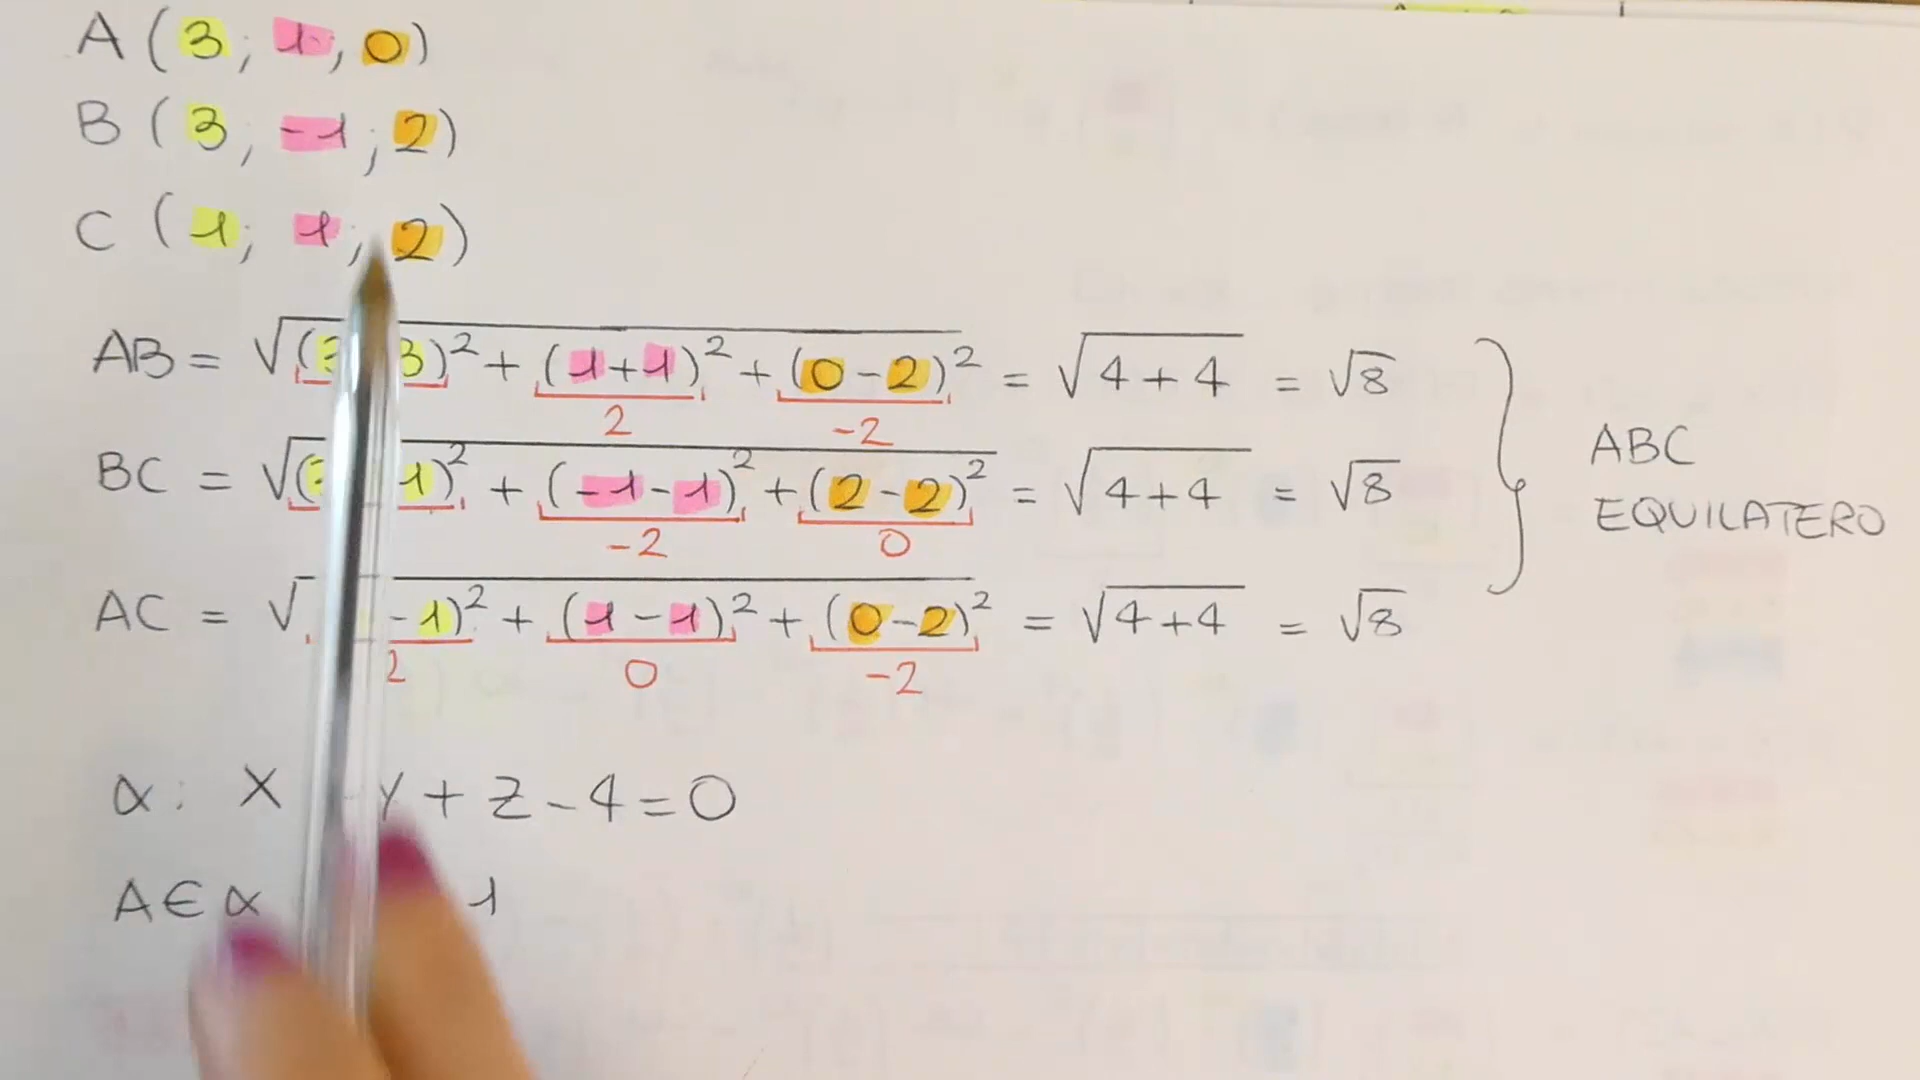 A (3; 1, 0)
B (3; -1; 2)
C (1; 1; 2)
AB = √(3 3)² + (1+1)² + (0-2)² = √4+4 = √8
2 -2
BC = √( 1)² + (-1-1)² + (2-2)² = √4+4 = √8
-2 0
AC = √ -1)² + (1-1)² + (0-2)² = √4+4 = √8
2 0 -2
ABC
EQUILATERO
α: X Y + Z - 4 = 0
A ∈ α 1